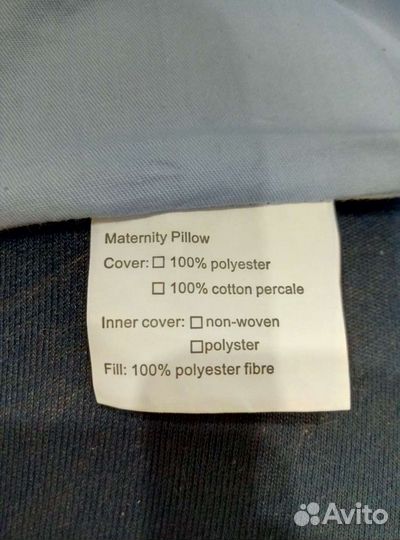 Maternity Pillow
Cover: ☐ 100% polyester
☐ 100% cotton percale
Inner cover: ☐ non-woven
☐ polyster
Fill: 100% polyester fibre
Avito